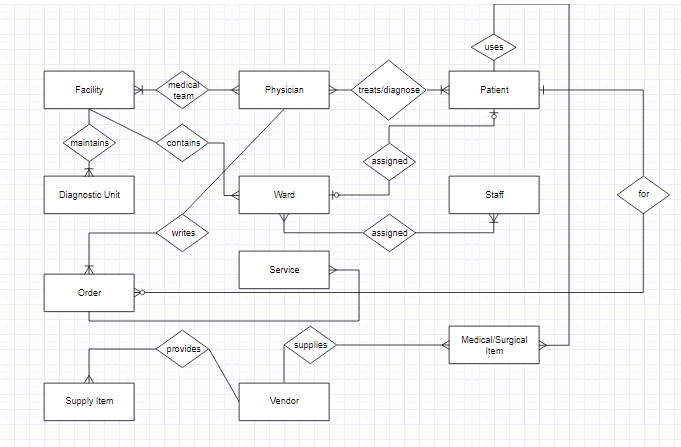 uses
Facility
medical
team
Physician
treats/diagnose
Patient
maintains
contains
assigned
Diagnostic Unit
Ward
Staff
for
writes
assigned
Service
Order
provides
supplies
Medical/Surgical
Item
Supply Item
Vendor